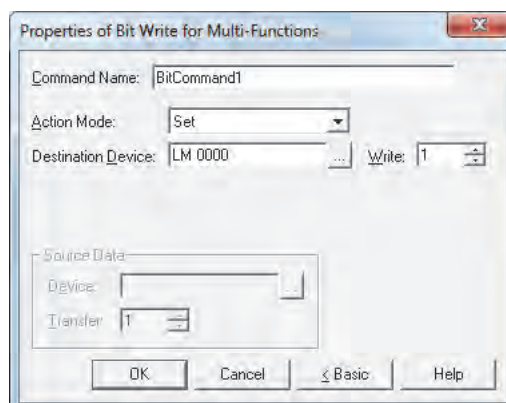 Properties of Bit Write for Multi-Functions
Command Name: BitCommand1
Action Mode: Set
Destination Device: LM 0000 ... Write: 1
Source Data
Device: ...
Transfer: 1
OK Cancel < Basic Help